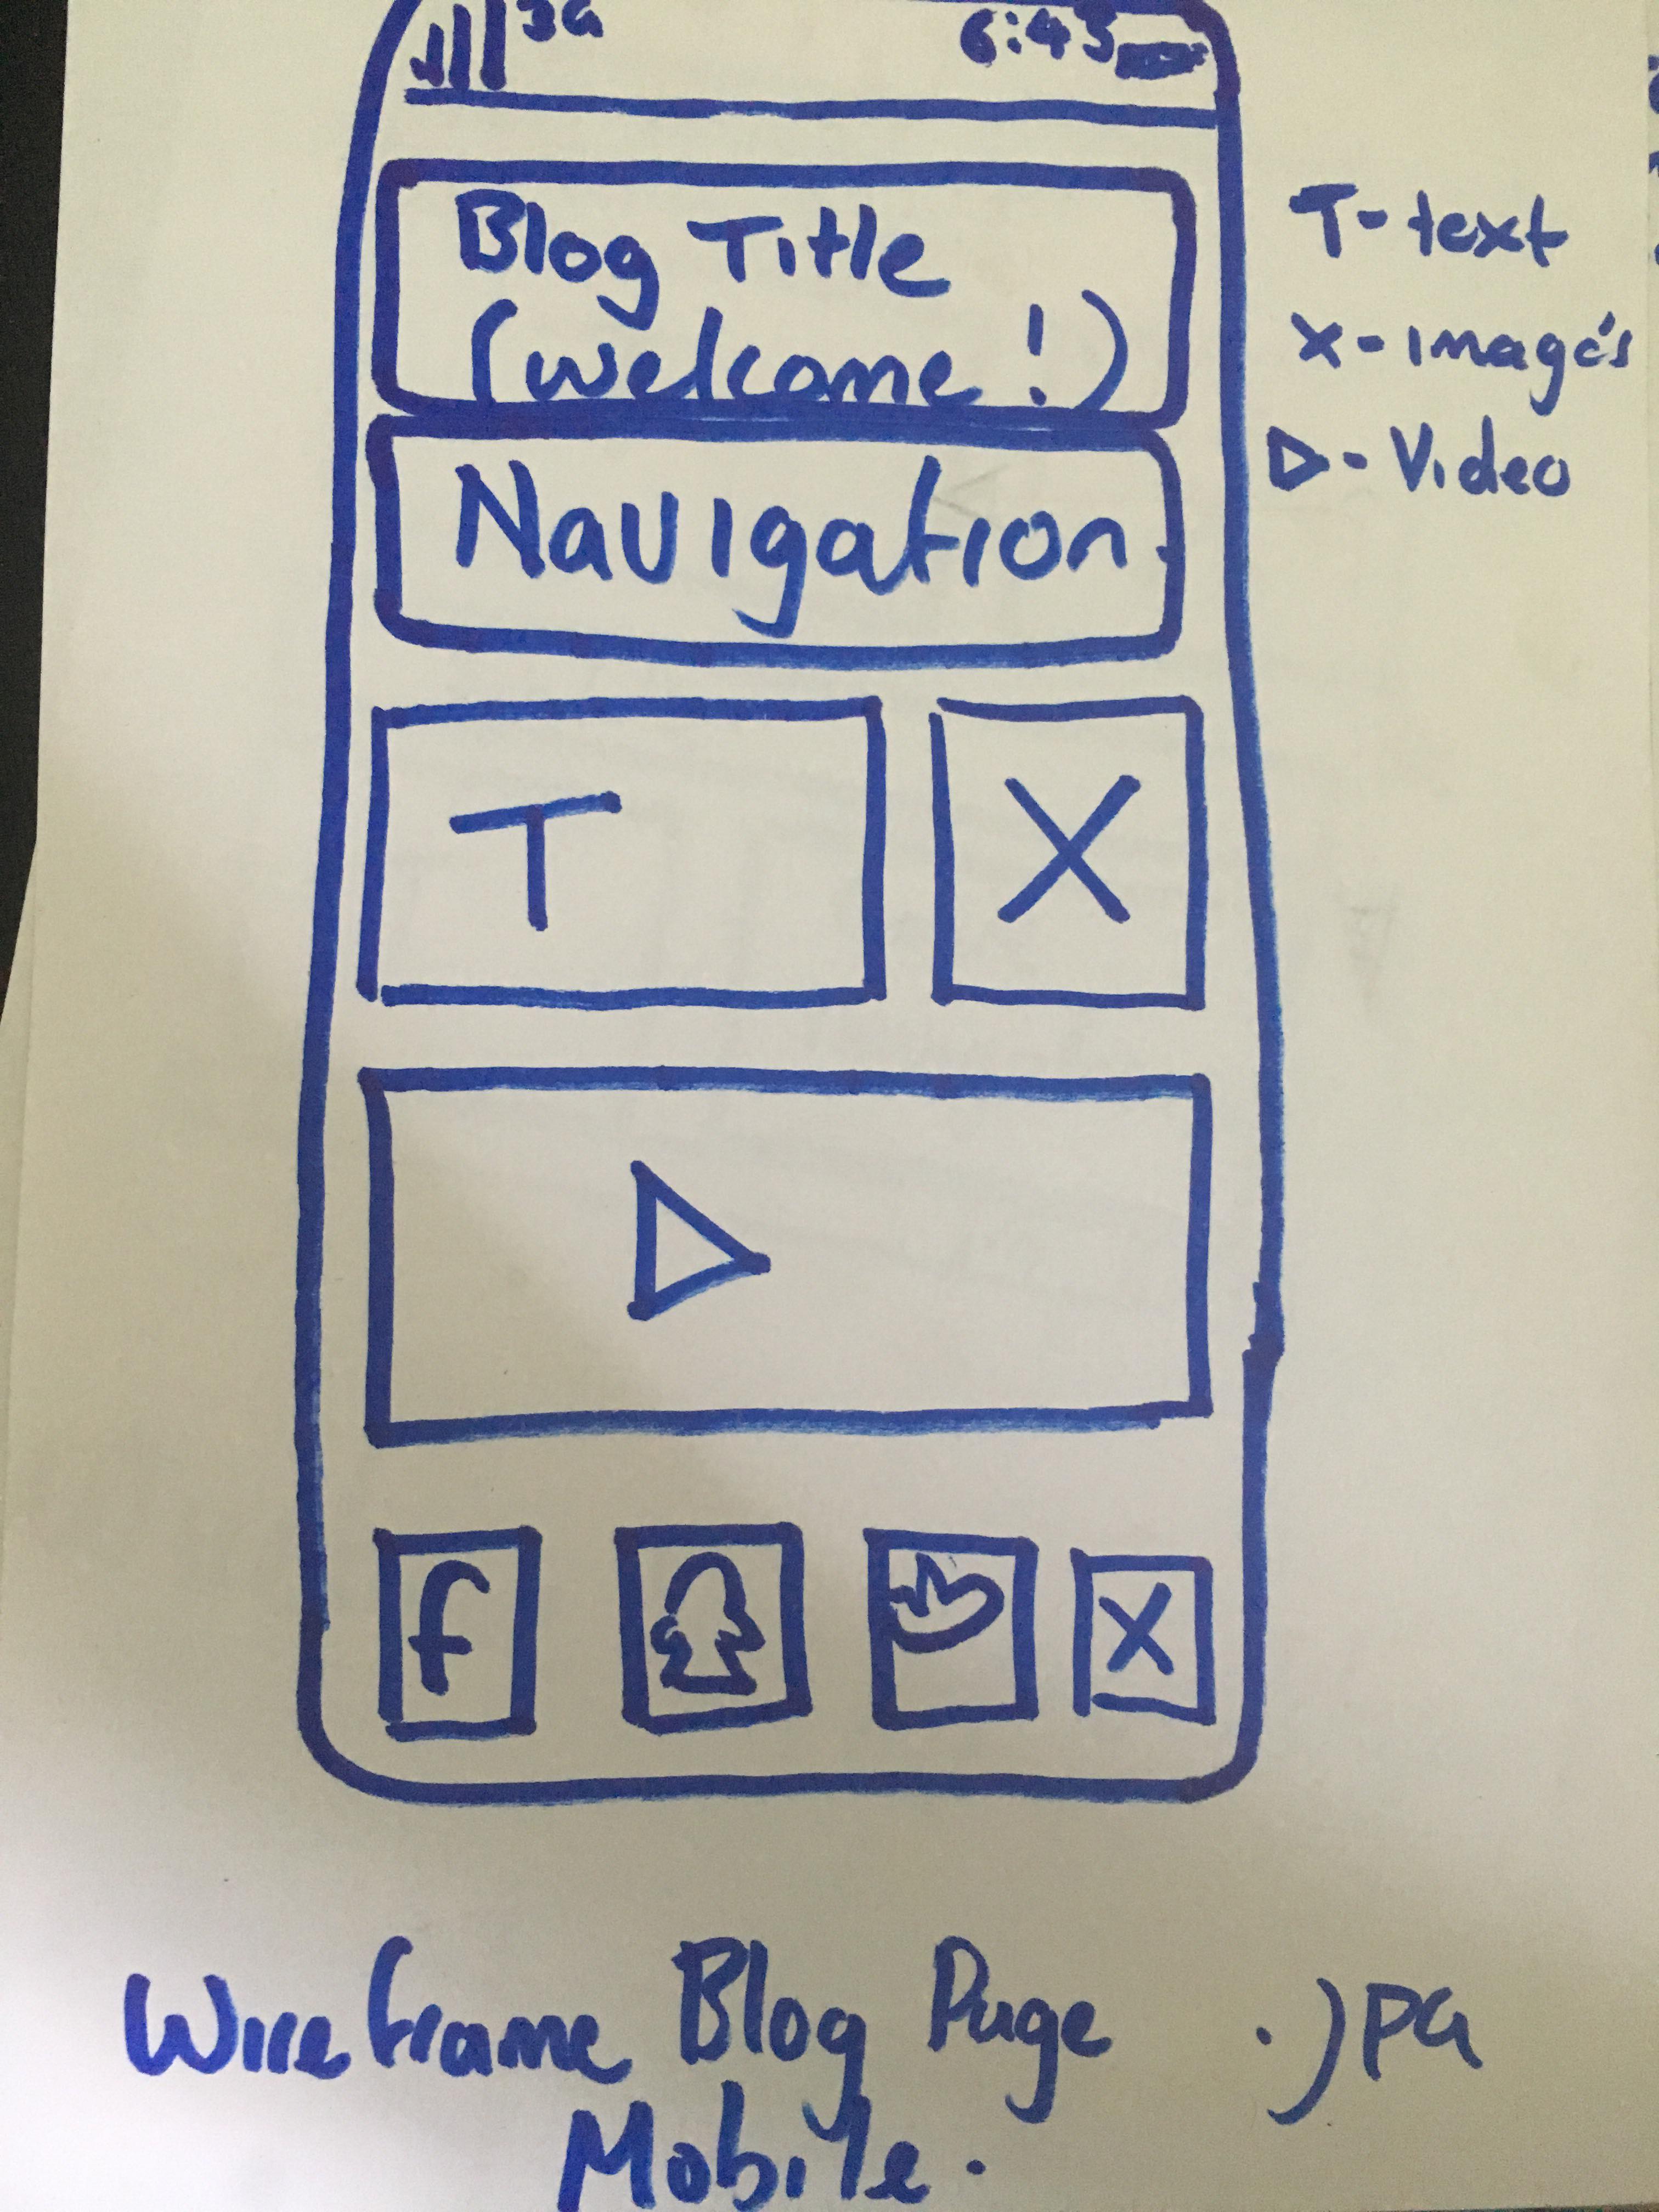 3G 6:45
Blog Title
(welcome!)
T- text
X- Image's
▷- Video
Navigation
T X
f X
Wireframe Blog Page .JPG
Mobile.